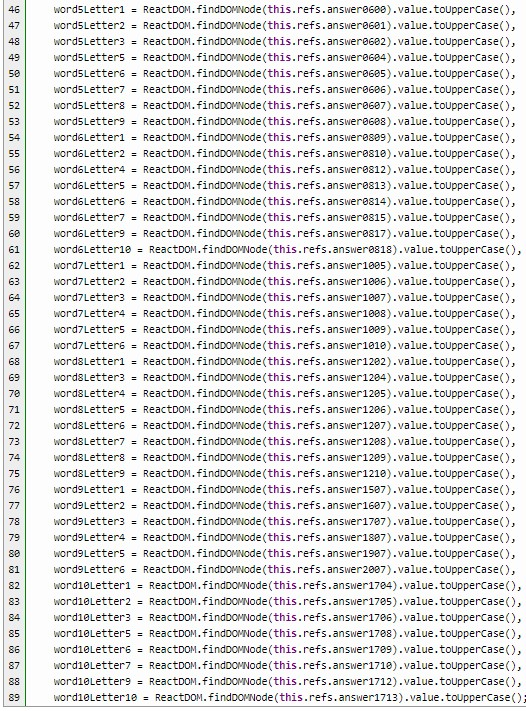 46 word5Letter1 = ReactDOM.findDOMNode(this.refs.answer0600).value.toUpperCase(),
47 word5Letter2 = ReactDOM.findDOMNode(this.refs.answer0601).value.toUpperCase(),
48 word5Letter3 = ReactDOM.findDOMNode(this.refs.answer0602).value.toUpperCase(),
49 word5Letter5 = ReactDOM.findDOMNode(this.refs.answer0604).value.toUpperCase(),
50 word5Letter6 = ReactDOM.findDOMNode(this.refs.answer0605).value.toUpperCase(),
51 word5Letter7 = ReactDOM.findDOMNode(this.refs.answer0606).value.toUpperCase(),
52 word5Letter8 = ReactDOM.findDOMNode(this.refs.answer0607).value.toUpperCase(),
53 word5Letter9 = ReactDOM.findDOMNode(this.refs.answer0608).value.toUpperCase(),
54 word6Letter1 = ReactDOM.findDOMNode(this.refs.answer0809).value.toUpperCase(),
55 word6Letter2 = ReactDOM.findDOMNode(this.refs.answer0810).value.toUpperCase(),
56 word6Letter4 = ReactDOM.findDOMNode(this.refs.answer0812).value.toUpperCase(),
57 word6Letter5 = ReactDOM.findDOMNode(this.refs.answer0813).value.toUpperCase(),
58 word6Letter6 = ReactDOM.findDOMNode(this.refs.answer0814).value.toUpperCase(),
59 word6Letter7 = ReactDOM.findDOMNode(this.refs.answer0815).value.toUpperCase(),
60 word6Letter9 = ReactDOM.findDOMNode(this.refs.answer0817).value.toUpperCase(),
61 word6Letter10 = ReactDOM.findDOMNode(this.refs.answer0818).value.toUpperCase(),
62 word7Letter1 = ReactDOM.findDOMNode(this.refs.answer1005).value.toUpperCase(),
63 word7Letter2 = ReactDOM.findDOMNode(this.refs.answer1006).value.toUpperCase(),
64 word7Letter3 = ReactDOM.findDOMNode(this.refs.answer1007).value.toUpperCase(),
65 word7Letter4 = ReactDOM.findDOMNode(this.refs.answer1008).value.toUpperCase(),
66 word7Letter5 = ReactDOM.findDOMNode(this.refs.answer1009).value.toUpperCase(),
67 word7Letter6 = ReactDOM.findDOMNode(this.refs.answer1010).value.toUpperCase(),
68 word8Letter1 = ReactDOM.findDOMNode(this.refs.answer1202).value.toUpperCase(),
69 word8Letter3 = ReactDOM.findDOMNode(this.refs.answer1204).value.toUpperCase(),
70 word8Letter4 = ReactDOM.findDOMNode(this.refs.answer1205).value.toUpperCase(),
71 word8Letter5 = ReactDOM.findDOMNode(this.refs.answer1206).value.toUpperCase(),
72 word8Letter6 = ReactDOM.findDOMNode(this.refs.answer1207).value.toUpperCase(),
73 word8Letter7 = ReactDOM.findDOMNode(this.refs.answer1208).value.toUpperCase(),
74 word8Letter8 = ReactDOM.findDOMNode(this.refs.answer1209).value.toUpperCase(),
75 word8Letter9 = ReactDOM.findDOMNode(this.refs.answer1210).value.toUpperCase(),
76 word9Letter1 = ReactDOM.findDOMNode(this.refs.answer1507).value.toUpperCase(),
77 word9Letter2 = ReactDOM.findDOMNode(this.refs.answer1607).value.toUpperCase(),
78 word9Letter3 = ReactDOM.findDOMNode(this.refs.answer1707).value.toUpperCase(),
79 word9Letter4 = ReactDOM.findDOMNode(this.refs.answer1807).value.toUpperCase(),
80 word9Letter5 = ReactDOM.findDOMNode(this.refs.answer1907).value.toUpperCase(),
81 word9Letter6 = ReactDOM.findDOMNode(this.refs.answer2007).value.toUpperCase(),
82 word10Letter1 = ReactDOM.findDOMNode(this.refs.answer1704).value.toUpperCase(),
83 word10Letter2 = ReactDOM.findDOMNode(this.refs.answer1705).value.toUpperCase(),
84 word10Letter3 = ReactDOM.findDOMNode(this.refs.answer1706).value.toUpperCase(),
85 word10Letter5 = ReactDOM.findDOMNode(this.refs.answer1708).value.toUpperCase(),
86 word10Letter6 = ReactDOM.findDOMNode(this.refs.answer1709).value.toUpperCase(),
87 word10Letter7 = ReactDOM.findDOMNode(this.refs.answer1710).value.toUpperCase(),
88 word10Letter9 = ReactDOM.findDOMNode(this.refs.answer1712).value.toUpperCase(),
89 word10Letter10 = ReactDOM.findDOMNode(this.refs.answer1713).value.toUpperCase();